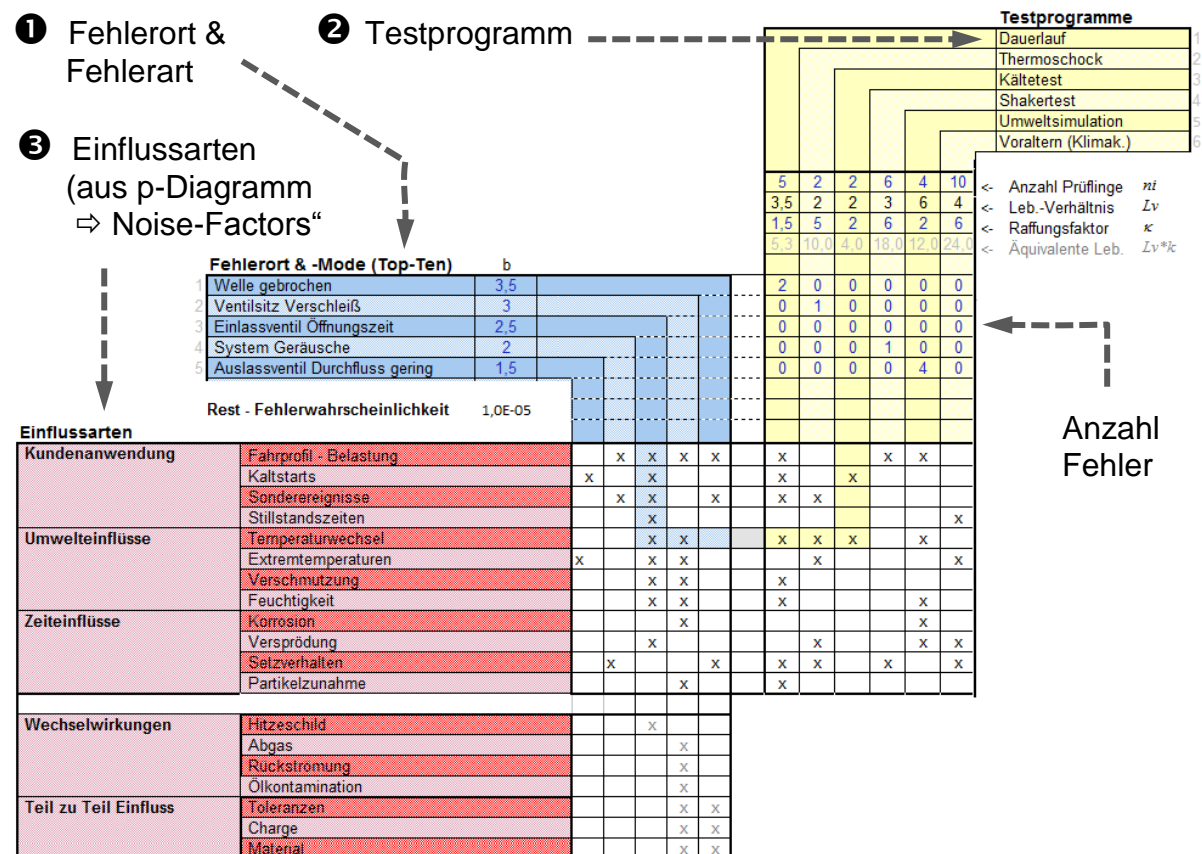 ❶ Fehlerort & Fehlerart
❷ Testprogramm
❸ Einflussarten
(aus p-Diagramm
⇨ Noise-Factors“
Testprogramme
Dauerlauf 1
Thermoschock 2
Kältetest 3
Shakertest 4
Umweltsimulation 5
Voraltern (Klimak.) 6
5 2 2 6 4 10 <- Anzahl Prüflinge ni
3,5 2 2 3 6 4 <- Leb.-Verhältnis Lv
1,5 5 2 6 2 6 <- Raffungsfaktor κ
5,3 10,0 4,0 18,0 12,0 24,0 <- Äquivalente Leb. Lv*k
Fehlerort & -Mode (Top-Ten) b
1 Welle gebrochen 3,5 2 0 0 0 0 0
2 Ventilsitz Verschleiß 3 0 1 0 0 0 0
3 Einlassventil Öffnungszeit 2,5 0 0 0 0 0 0
4 System Geräusche 2 0 0 0 1 0 0
5 Auslassventil Durchfluss gering 1,5 0 0 0 0 4 0
Rest - Fehlerwahrscheinlichkeit 1,0E-05
Anzahl
Fehler
Einflussarten
Kundenanwendung Fahrprofil - Belastung x x x x x x x
Kaltstarts x x x x
Sonderereignisse x x x x x
Stillstandszeiten x x
Umwelteinflüsse Temperaturwechsel x x x x x x
Extremtemperaturen x x x x x
Verschmutzung x x x
Feuchtigkeit x x x x
Zeiteinflüsse Korrosion x x
Versprödung x x x x
Setzverhalten x x x x x x
Partikelzunahme x x
Wechselwirkungen Hitzeschild x
Abgas x
Rückströmung x
Ölkontamination x
Teil zu Teil Einfluss Toleranzen x x
Charge x x
Material x x